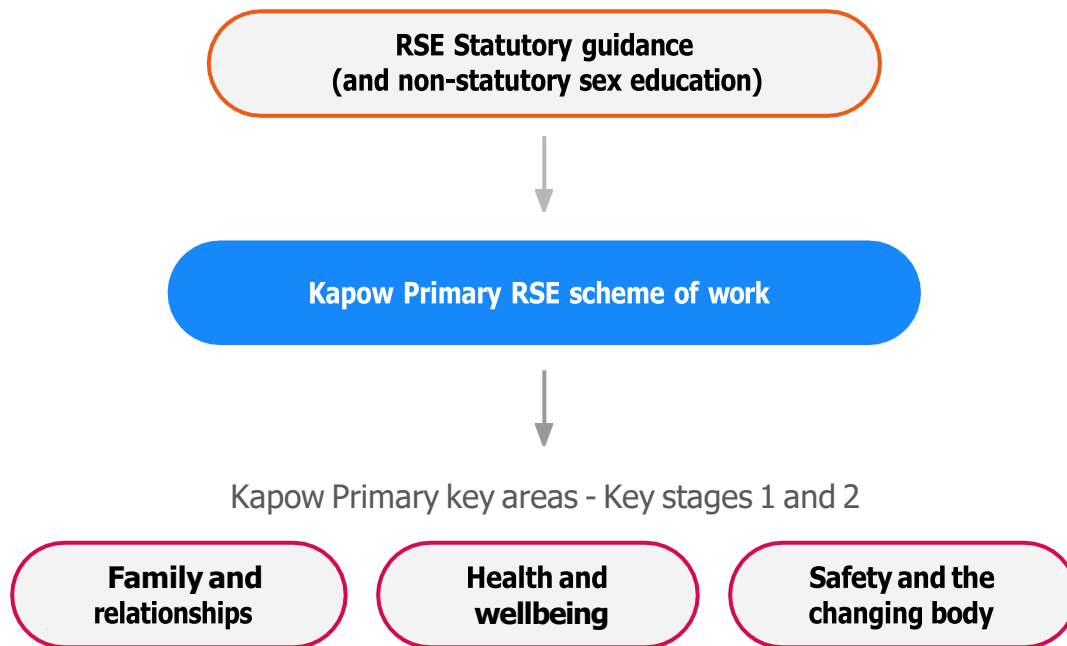 RSE Statutory guidance
(and non-statutory sex education)
Kapow Primary RSE scheme of work
Kapow Primary key areas - Key stages 1 and 2
Family and
relationships
Health and
wellbeing
Safety and the
changing body